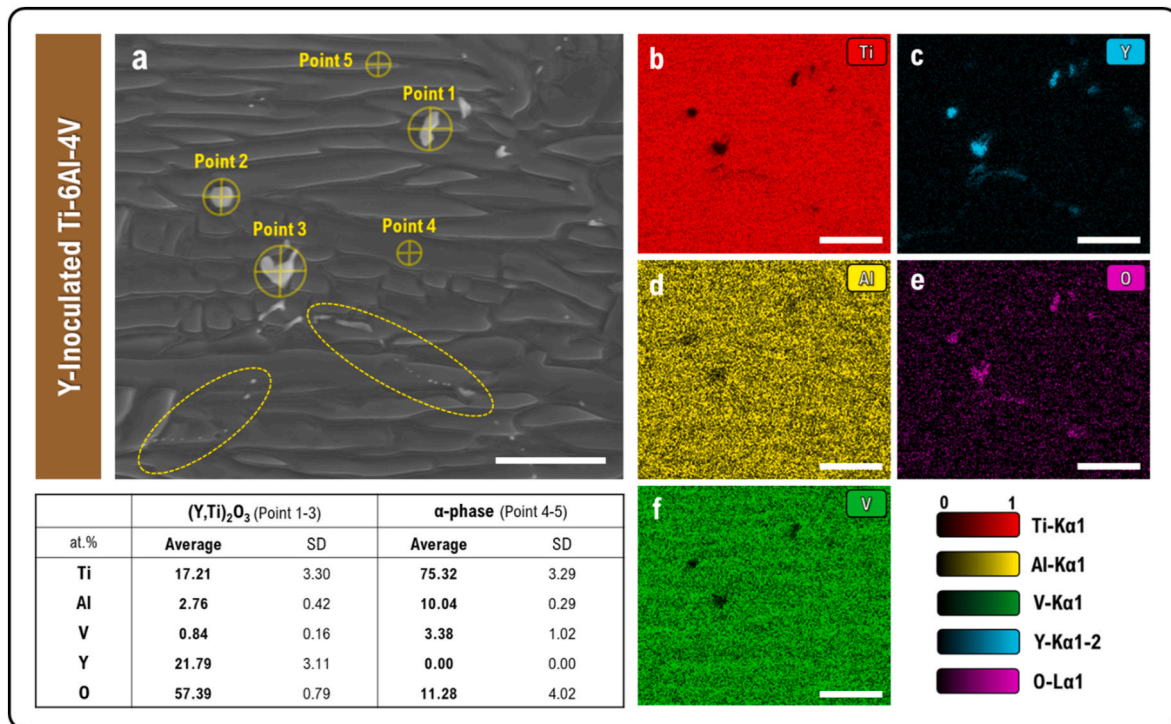 Y-Inoculated Ti-6Al-4V
a
Point 5
Point 1
Point 2
Point 3
Point 4
b Ti
c Y
d Al
e O
f V
(Y,Ti)₂O₃ (Point 1-3) α-phase (Point 4-5)
at.% Average SD Average SD
Ti 17.21 3.30 75.32 3.29
Al 2.76 0.42 10.04 0.29
V 0.84 0.16 3.38 1.02
Y 21.79 3.11 0.00 0.00
O 57.39 0.79 11.28 4.02
0 1
Ti-Kα1
Al-Kα1
V-Kα1
Y-Kα1-2
O-Lα1